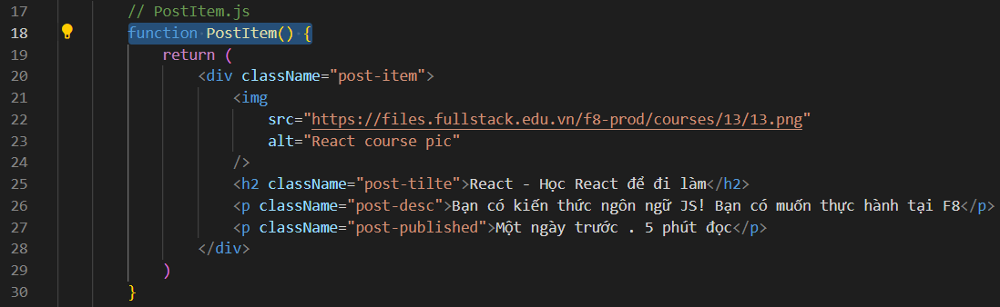 17 // PostItem.js
18 function PostItem() {
19 return (
20 <div className="post-item">
21 <img
22 src="https://files.fullstack.edu.vn/f8-prod/courses/13/13.png"
23 alt="React course pic"
24 />
25 <h2 className="post-tilte">React - Học React để đi làm</h2>
26 <p className="post-desc">Bạn có kiến thức ngôn ngữ JS! Bạn có muốn thực hành tại F8</p>
27 <p className="post-published">Một ngày trước . 5 phút đọc</p>
28 </div>
29 )
30 }